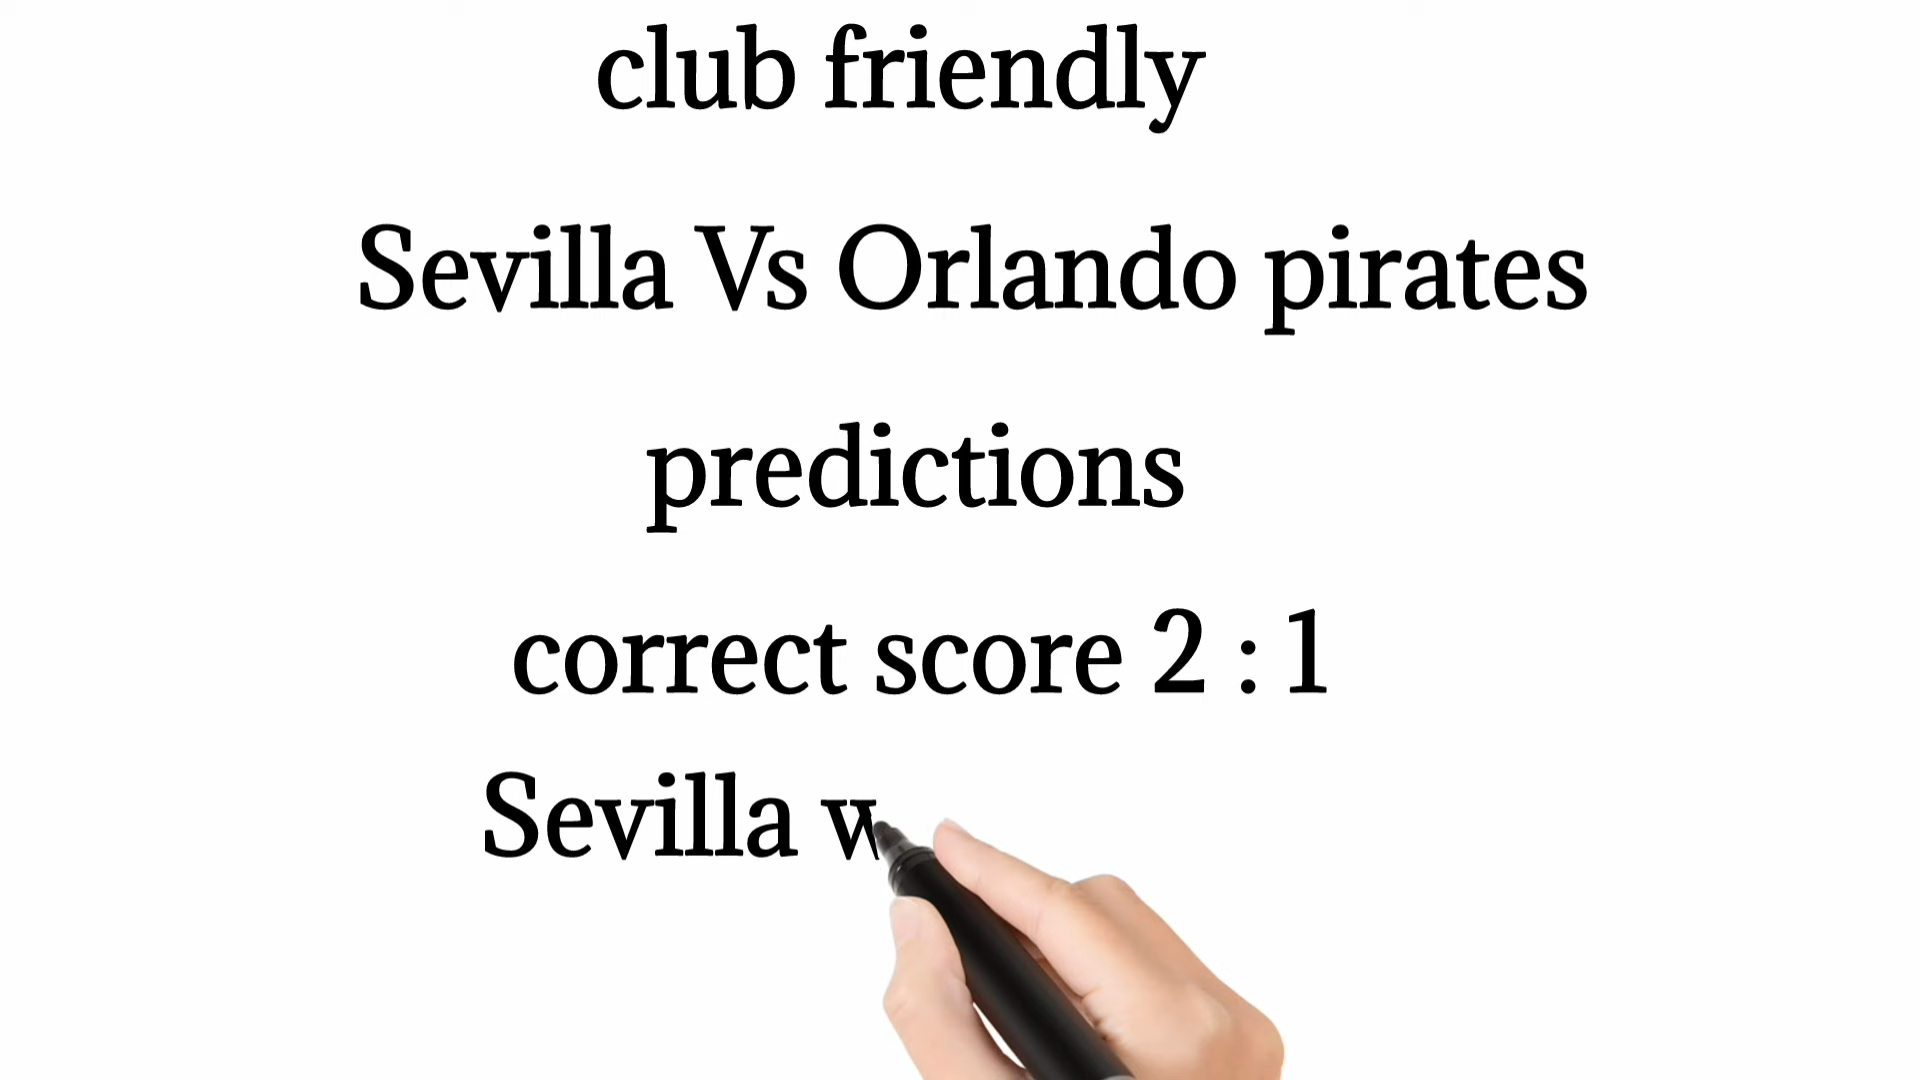 club friendly
Sevilla Vs Orlando pirates
predictions
correct score 2 : 1
Sevilla w